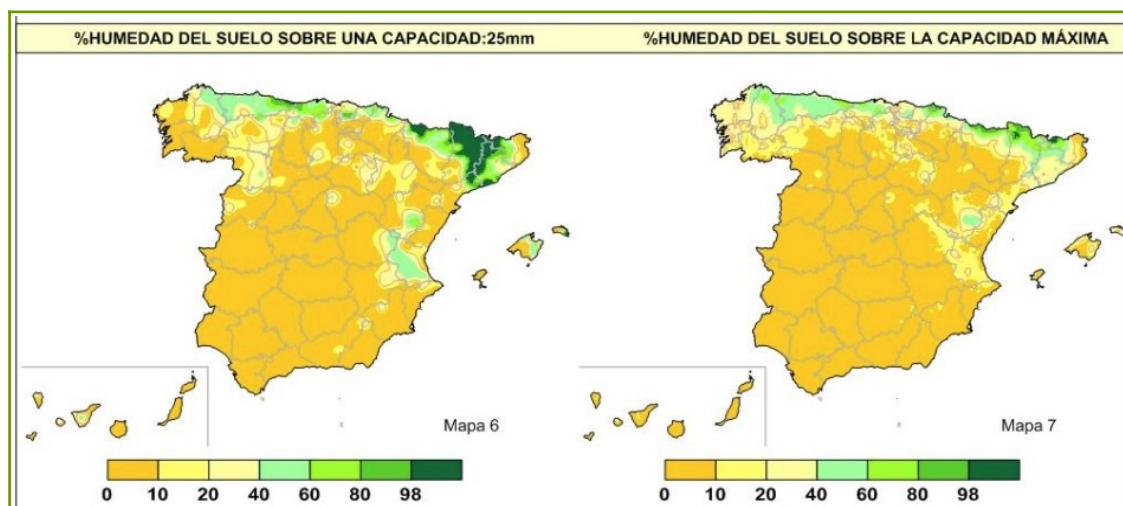 %HUMEDAD DEL SUELO SOBRE UNA CAPACIDAD:25mm
Mapa 6
0 10 20 40 60 80 98
%HUMEDAD DEL SUELO SOBRE LA CAPACIDAD MÁXIMA
Mapa 7
0 10 20 40 60 80 98